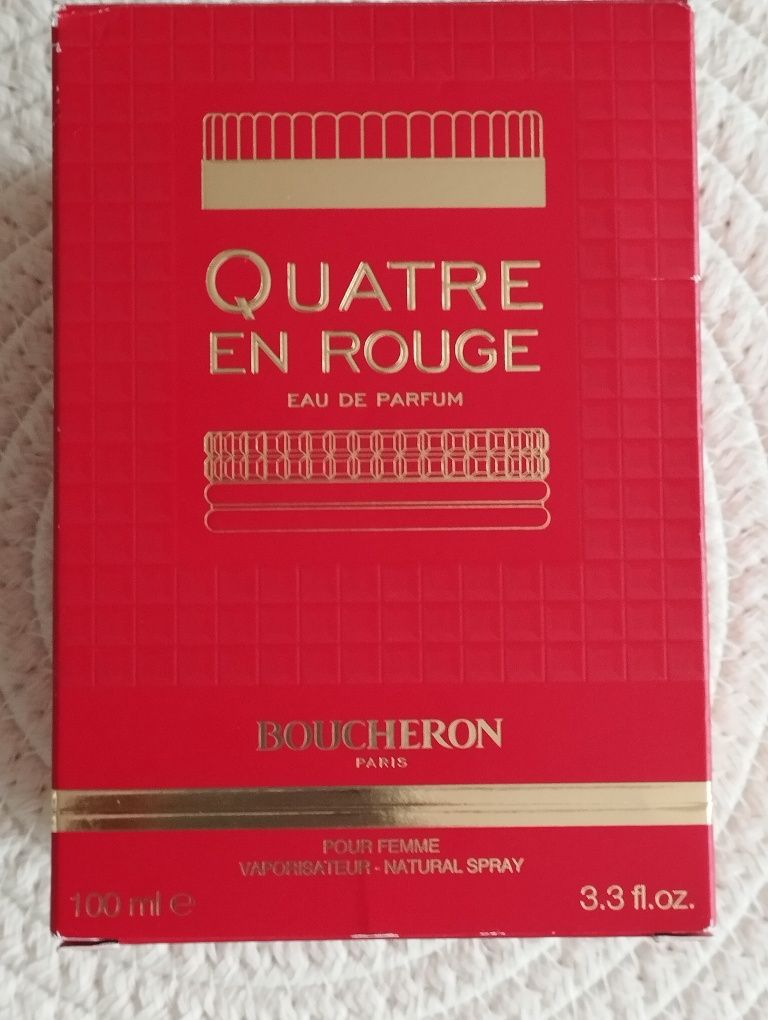 QUATRE
EN ROUGE
EAU DE PARFUM
BOUCHERON
PARIS
POUR FEMME
VAPORISATEUR - NATURAL SPRAY
100 ml ℮
3.3 fl.oz.